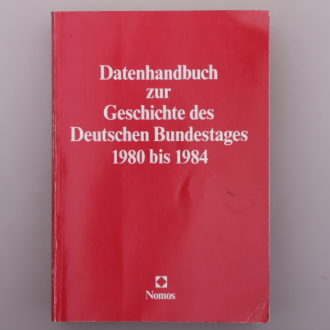 Datenhandbuch
zur
Geschichte des
Deutschen Bundestages
1980 bis 1984
Nomos